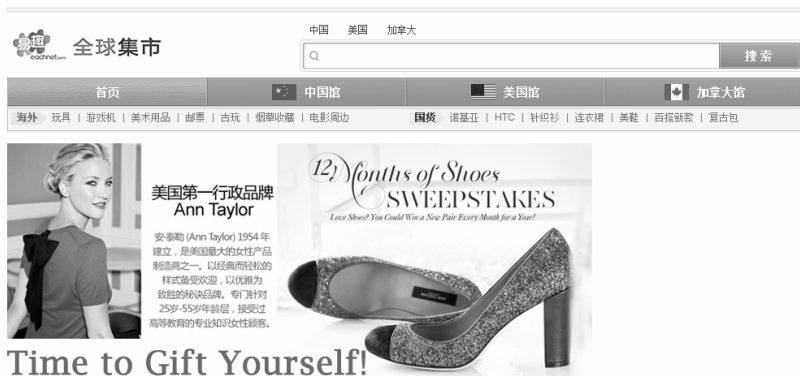 中国 美国 加拿大
易趣 eachnet.com 全球集市
搜索
首页 中国馆 美国馆 加拿大馆
海外 玩具 | 游戏机 | 美术用品 | 邮票 | 古玩 | 烟草收藏 | 电影周边
国货 诺基亚 | HTC | 针织衫 | 连衣裙 | 美鞋 | 百搭新款 | 复古包
美国第一行政品牌
Ann Taylor
安·泰勒 (Ann Taylor) 1954 年
建立，是美国最大的女性产品
制造商之一。以经典而轻松的
样式备受欢迎，以优雅为
致胜的秘诀品牌。专门针对
25岁-55岁年龄层，接受过
高等教育的专业知识女性顾客。
12 Months of Shoes
SWEEPSTAKES
Love Shoes? You Could Win a New Pair Every Month for a Year!
Time to Gift Yourself!